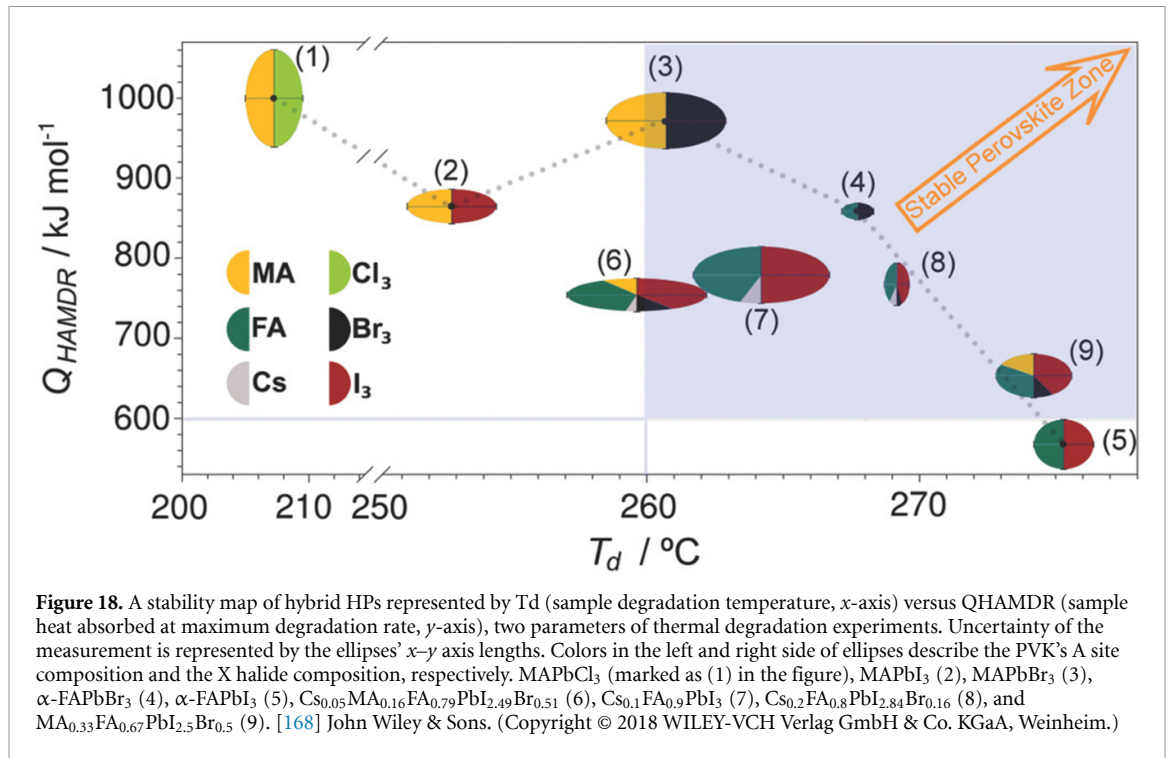 (1)
(3)
1000
Stable Perovskite Zone
900
(2)
(4)
Q_HAMDR / kJ mol⁻¹
800
(6)
(8)
MA Cl₃
(7)
700
FA Br₃
(9)
Cs I₃
600
(5)
200 210 250 260 270
T_d / ºC
Figure 18. A stability map of hybrid HPs represented by Td (sample degradation temperature, x-axis) versus QHAMDR (sample
heat absorbed at maximum degradation rate, y-axis), two parameters of thermal degradation experiments. Uncertainty of the
measurement is represented by the ellipses’ x–y axis lengths. Colors in the left and right side of ellipses describe the PVK’s A site
composition and the X halide composition, respectively. MAPbCl₃ (marked as (1) in the figure), MAPbI₃ (2), MAPbBr₃ (3),
α-FAPbBr₃ (4), α-FAPbI₃ (5), Cs₀.₀₅MA₀.₁₆FA₀.₇₉PbI₂.₄₉Br₀.₅₁ (6), Cs₀.₁FA₀.₉PbI₃ (7), Cs₀.₂FA₀.₈PbI₂.₈₄Br₀.₁₆ (8), and
MA₀.₃₃FA₀.₆₇PbI₂.₅Br₀.₅ (9). [168] John Wiley & Sons. (Copyright © 2018 WILEY-VCH Verlag GmbH & Co. KGaA, Weinheim.)